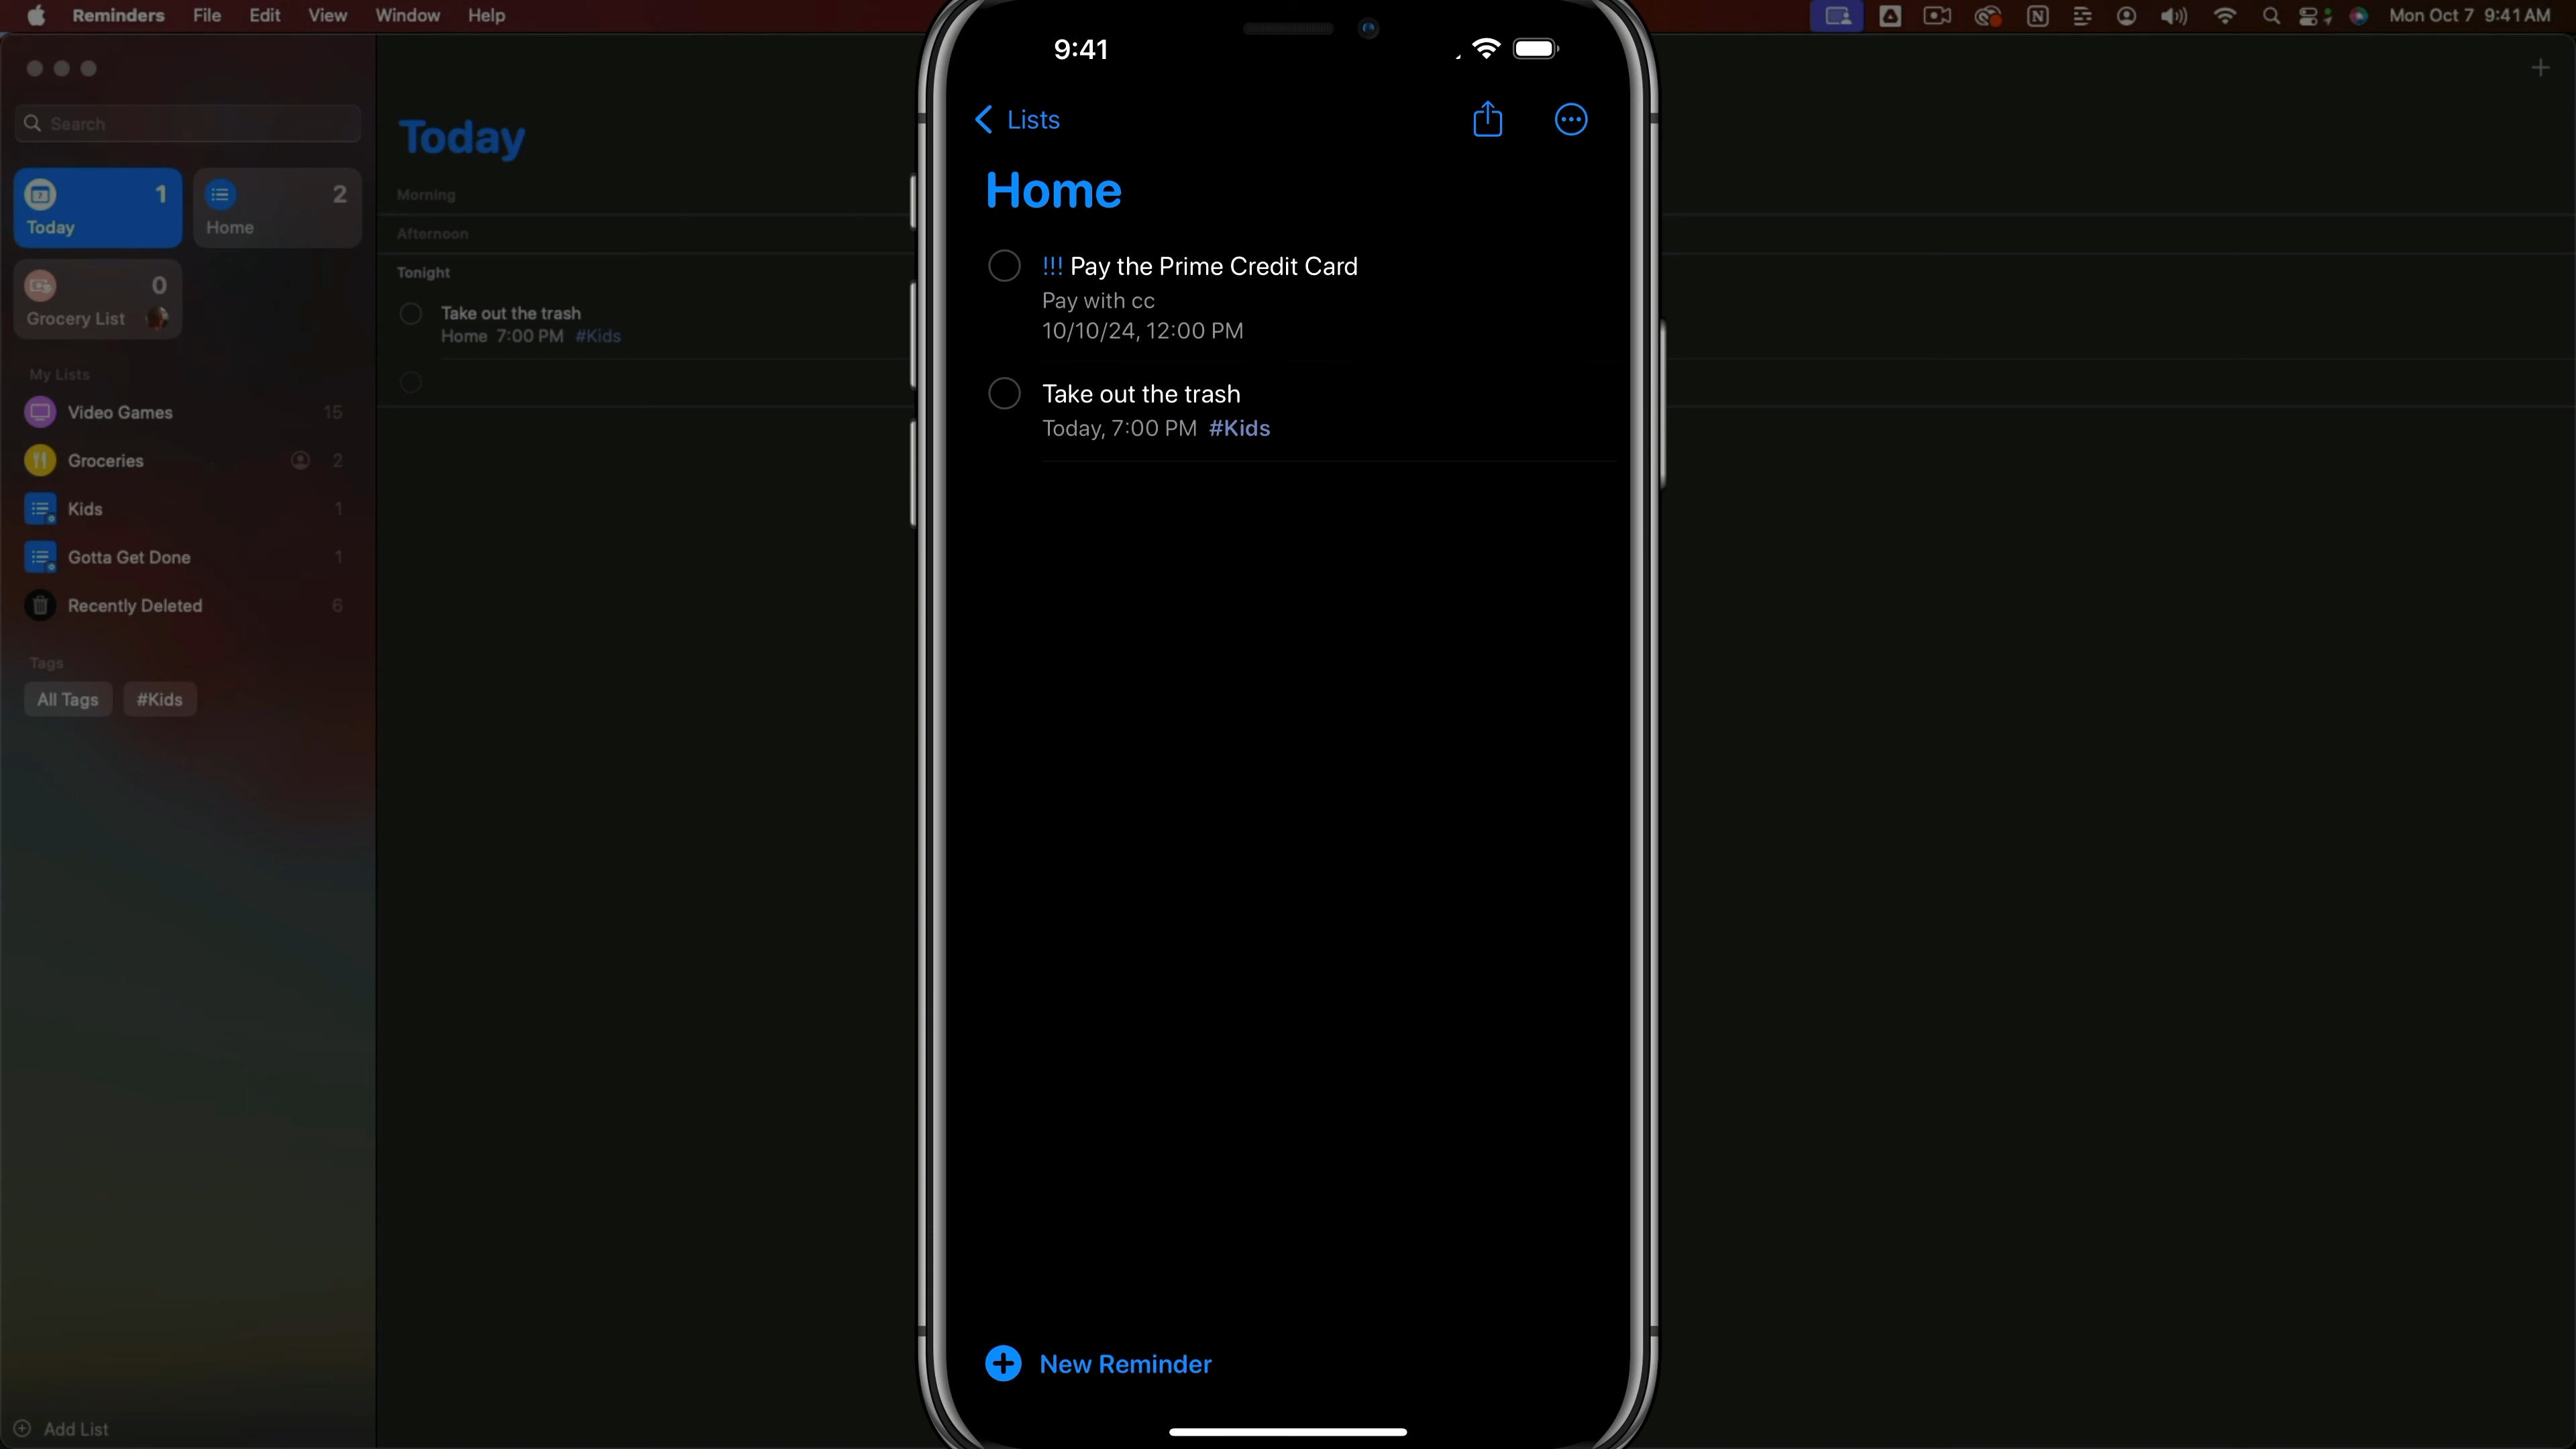 Reminders File Edit View Window Help
Mon Oct 7 9:41 AM
Search
1
Today
2
Home
0
Grocery List
My Lists
Video Games 15
Groceries 2
Kids 1
Gotta Get Done 1
Recently Deleted 6
Tags
All Tags #Kids
Add List
Today
Morning
Afternoon
Tonight
Take out the trash
Home 7:00 PM #Kids
9:41
Lists
Home
!!! Pay the Prime Credit Card
Pay with cc
10/10/24, 12:00 PM
Take out the trash
Today, 7:00 PM #Kids
New Reminder